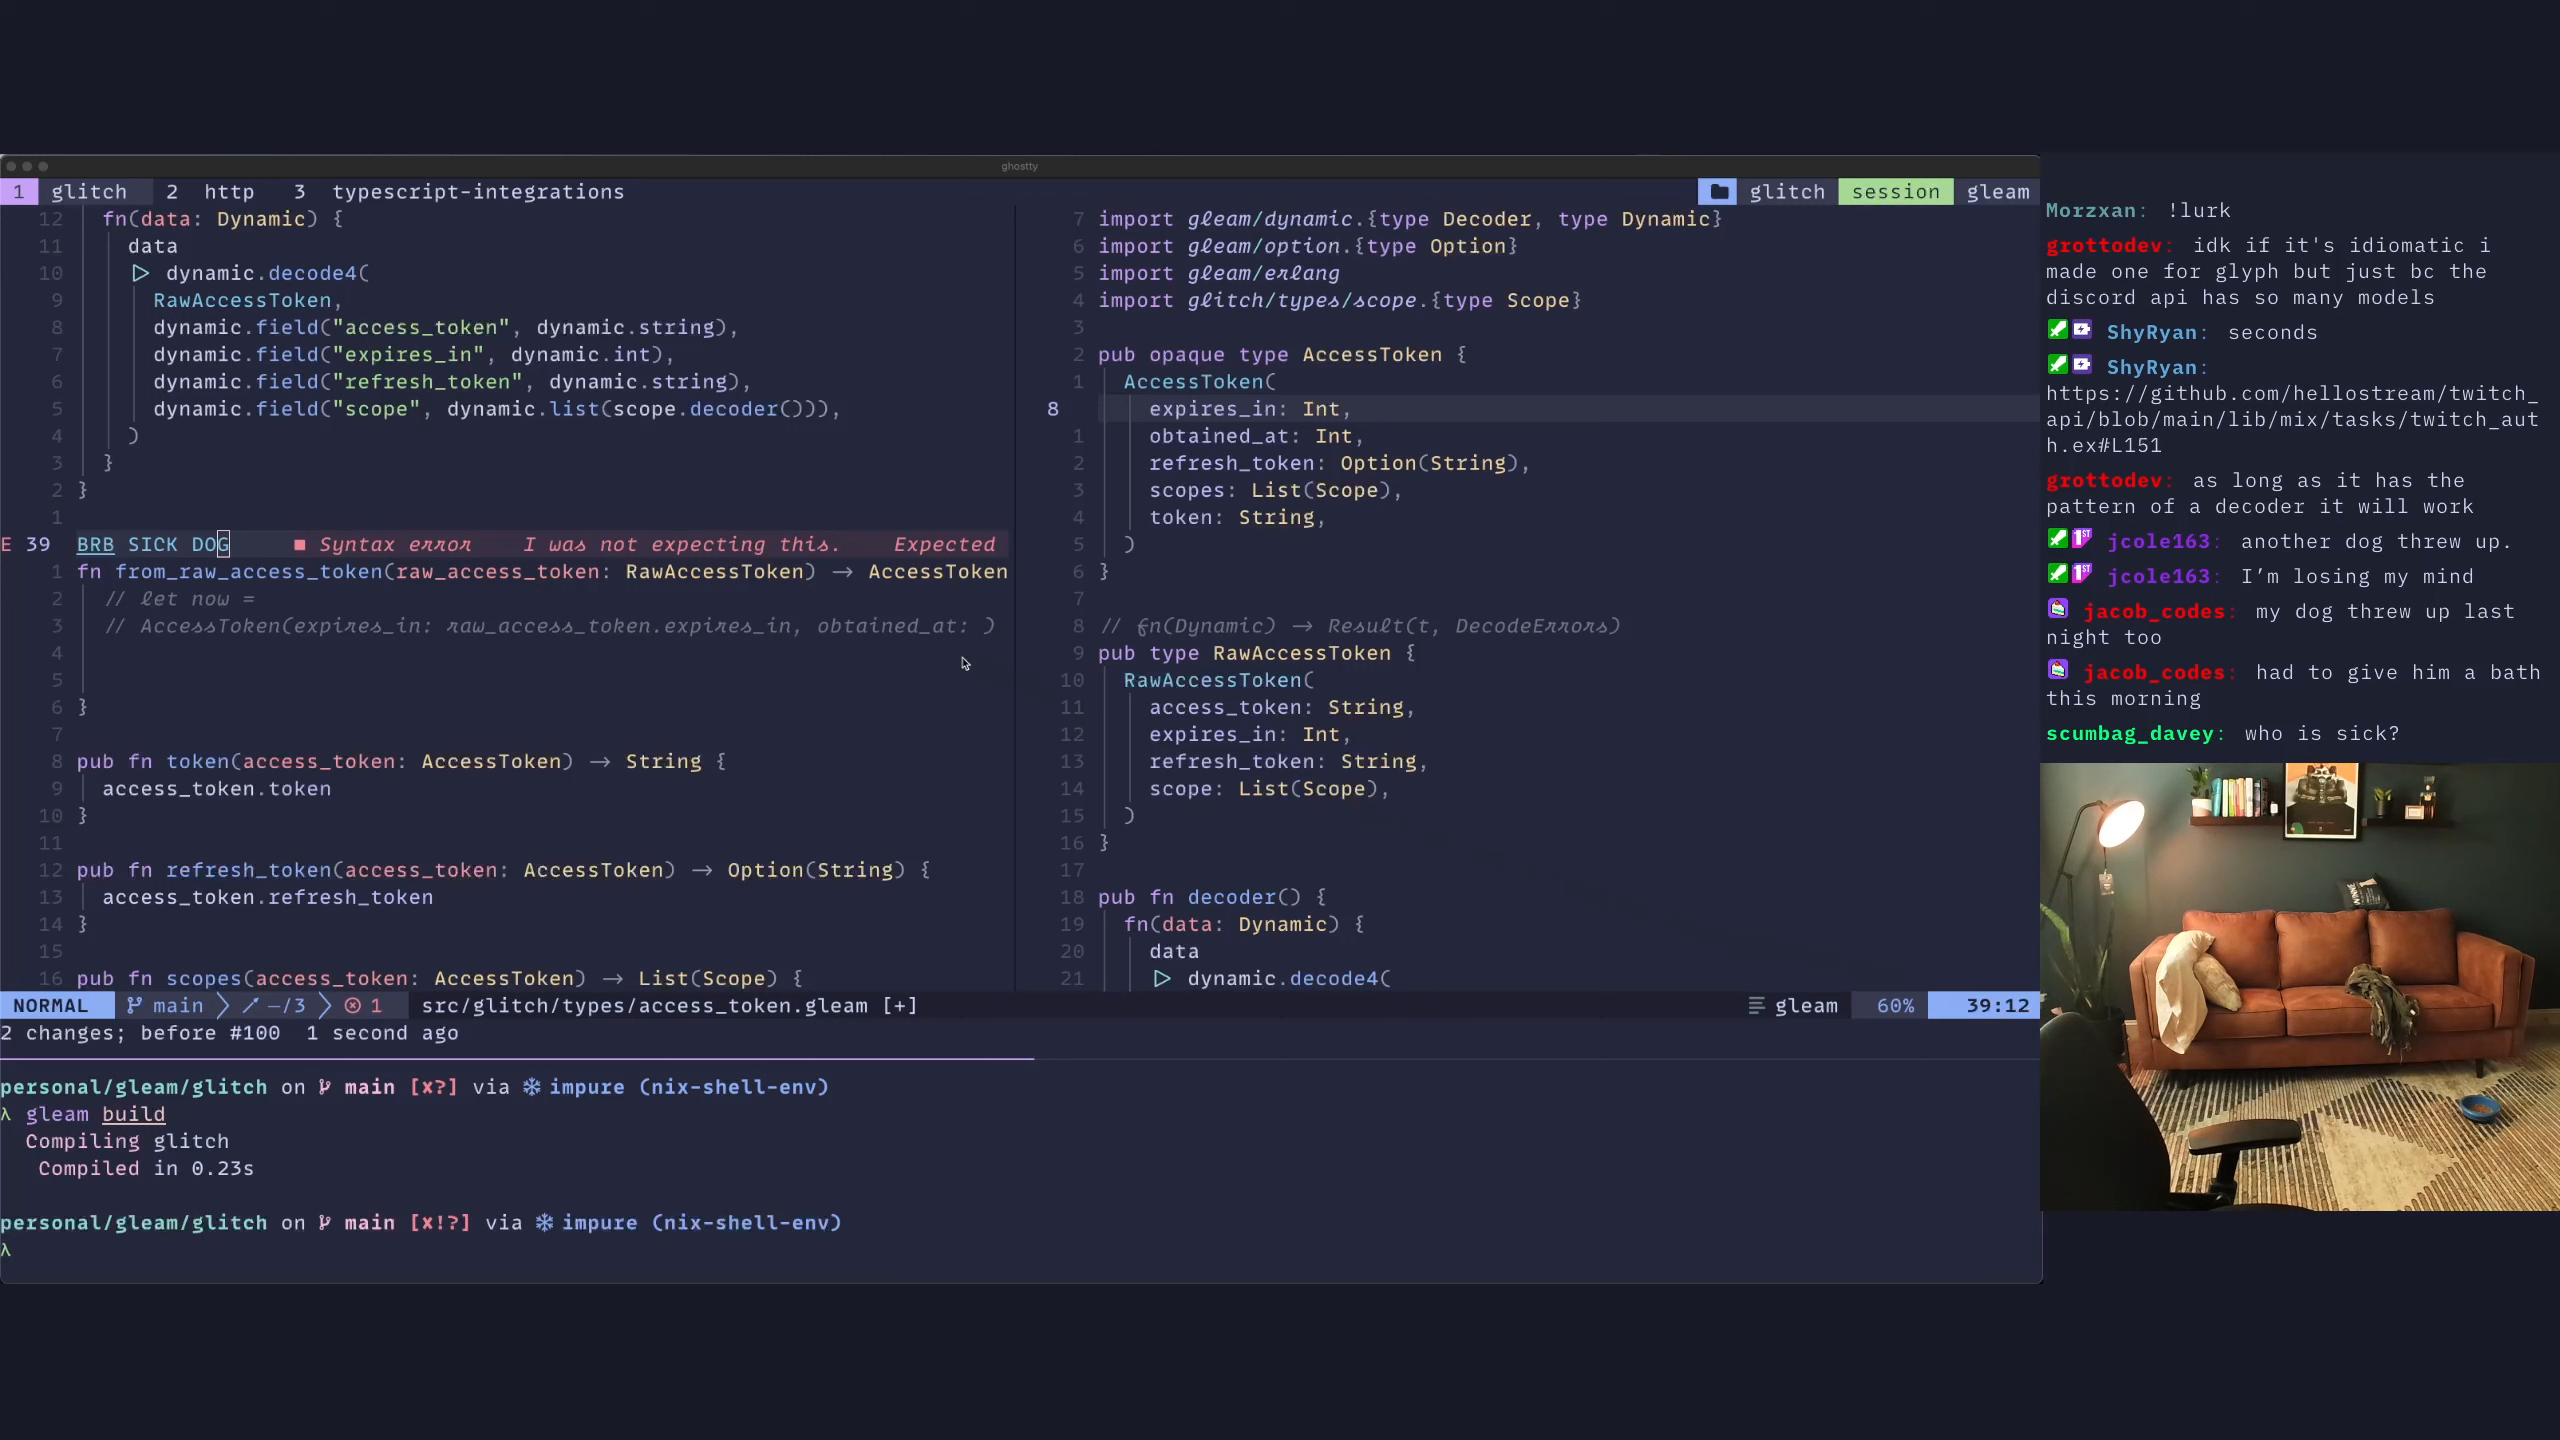 ghostty
1 glitch 2 http 3 typescript-integrations
glitch session gleam
12 fn(data: Dynamic) {
11 data
10 ▷ dynamic.decode4(
9 RawAccessToken,
8 dynamic.field("access_token", dynamic.string),
7 dynamic.field("expires_in", dynamic.int),
6 dynamic.field("refresh_token", dynamic.string),
5 dynamic.field("scope", dynamic.list(scope.decoder())),
4 )
3 }
2 }
1
E 39 BRB SICK DOG ■ Syntax error I was not expecting this. Expected
1 fn from_raw_access_token(raw_access_token: RawAccessToken) → AccessToken
2 // let now =
3 // AccessToken(expires_in: raw_access_token.expires_in, obtained_at: )
4
5
6 }
7
8 pub fn token(access_token: AccessToken) → String {
9 access_token.token
10 }
11
12 pub fn refresh_token(access_token: AccessToken) → Option(String) {
13 access_token.refresh_token
14 }
15
16 pub fn scopes(access_token: AccessToken) → List(Scope) {
7 import gleam/dynamic.{type Decoder, type Dynamic}
6 import gleam/option.{type Option}
5 import gleam/erlang
4 import glitch/types/scope.{type Scope}
3
2 pub opaque type AccessToken {
1 AccessToken(
8 expires_in: Int,
1 obtained_at: Int,
2 refresh_token: Option(String),
3 scopes: List(Scope),
4 token: String,
5 )
6 }
7
8 // fn(Dynamic) → Result(t, DecodeErrors)
9 pub type RawAccessToken {
10 RawAccessToken(
11 access_token: String,
12 expires_in: Int,
13 refresh_token: String,
14 scope: List(Scope),
15 )
16 }
17
18 pub fn decoder() {
19 fn(data: Dynamic) {
20 data
21 ▷ dynamic.decode4(
NORMAL main –/3 1 src/glitch/types/access_token.gleam [+] gleam 60% 39:12
2 changes; before #100 1 second ago
personal/gleam/glitch on main [✘?] via ❄ impure (nix-shell-env)
λ gleam build
Compiling glitch
Compiled in 0.23s
personal/gleam/glitch on main [✘!?] via ❄ impure (nix-shell-env)
λ
Morzxan: !lurk
grottodev: idk if it's idiomatic i
made one for glyph but just bc the
discord api has so many models
ShyRyan: seconds
ShyRyan:
https://github.com/hellostream/twitch_
api/blob/main/lib/mix/tasks/twitch_aut
h.ex#L151
grottodev: as long as it has the
pattern of a decoder it will work
1ST jcole163: another dog threw up.
1ST jcole163: I’m losing my mind
jacob_codes: my dog threw up last
night too
jacob_codes: had to give him a bath
this morning
scumbag_davey: who is sick?